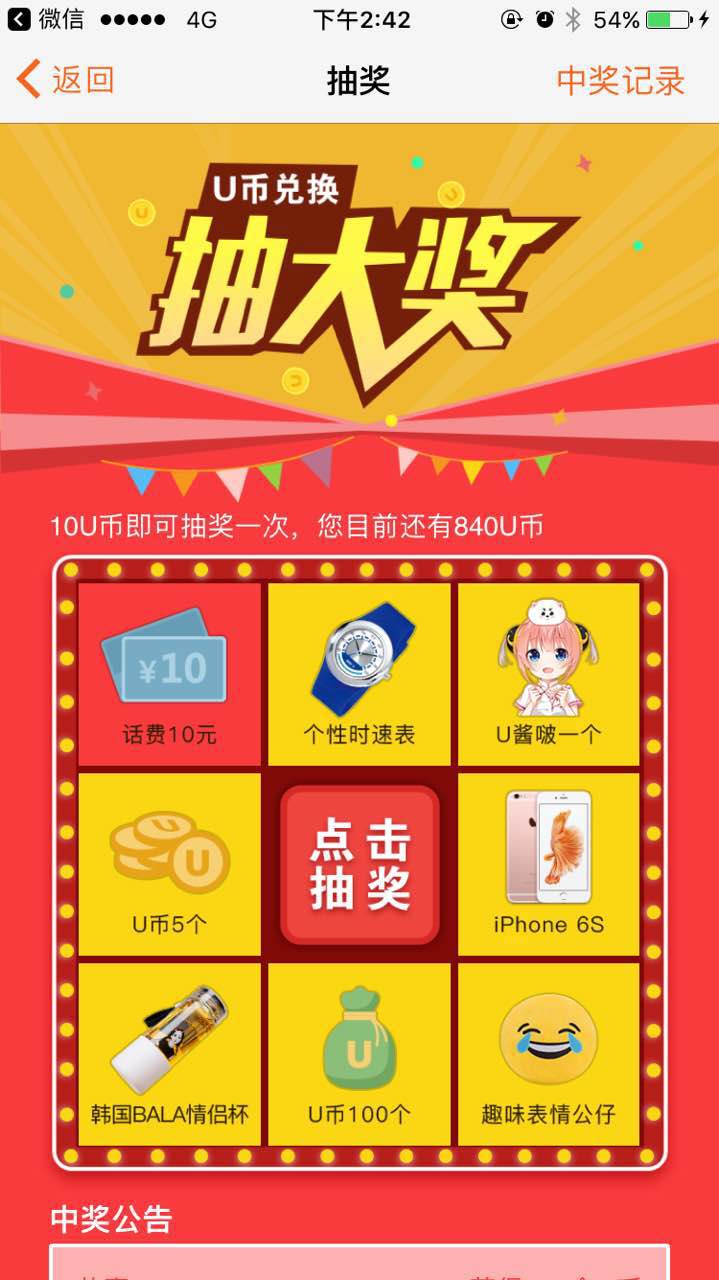 微信 4G 下午2:42 54%
返回 抽奖 中奖记录
U币兑换
抽大奖
10U币即可抽奖一次，您目前还有840U币
¥10
话费10元 个性时速表 U酱啵一个
U
点击
抽奖
U币5个 iPhone 6S
U
韩国BALA情侣杯 U币100个 趣味表情公仔
中奖公告